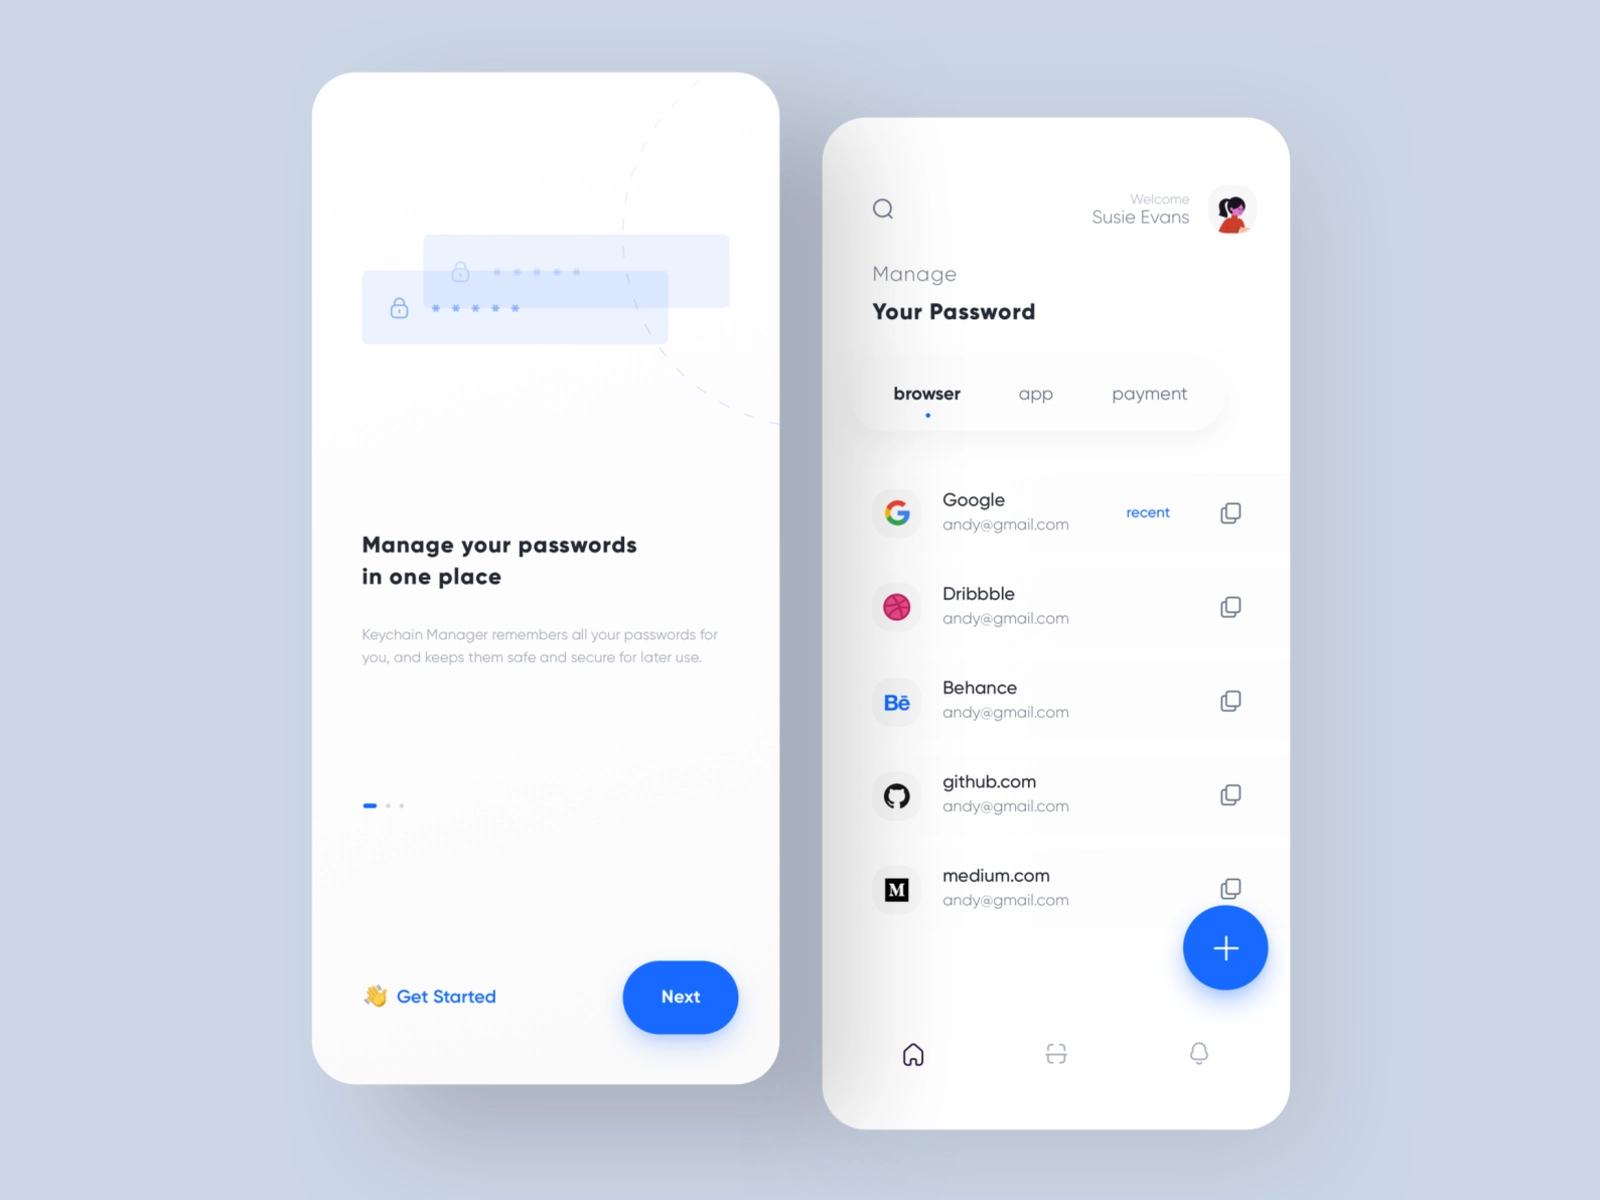 * * * * *
* * * * *
Manage your passwords
in one place
Keychain Manager remembers all your passwords for
you, and keeps them safe and secure for later use.
👋 Get Started
Next
Welcome
Susie Evans
Manage
Your Password
browser app payment
Google
andy@gmail.com
recent
Dribbble
andy@gmail.com
Bē
Behance
andy@gmail.com
github.com
andy@gmail.com
M
medium.com
andy@gmail.com